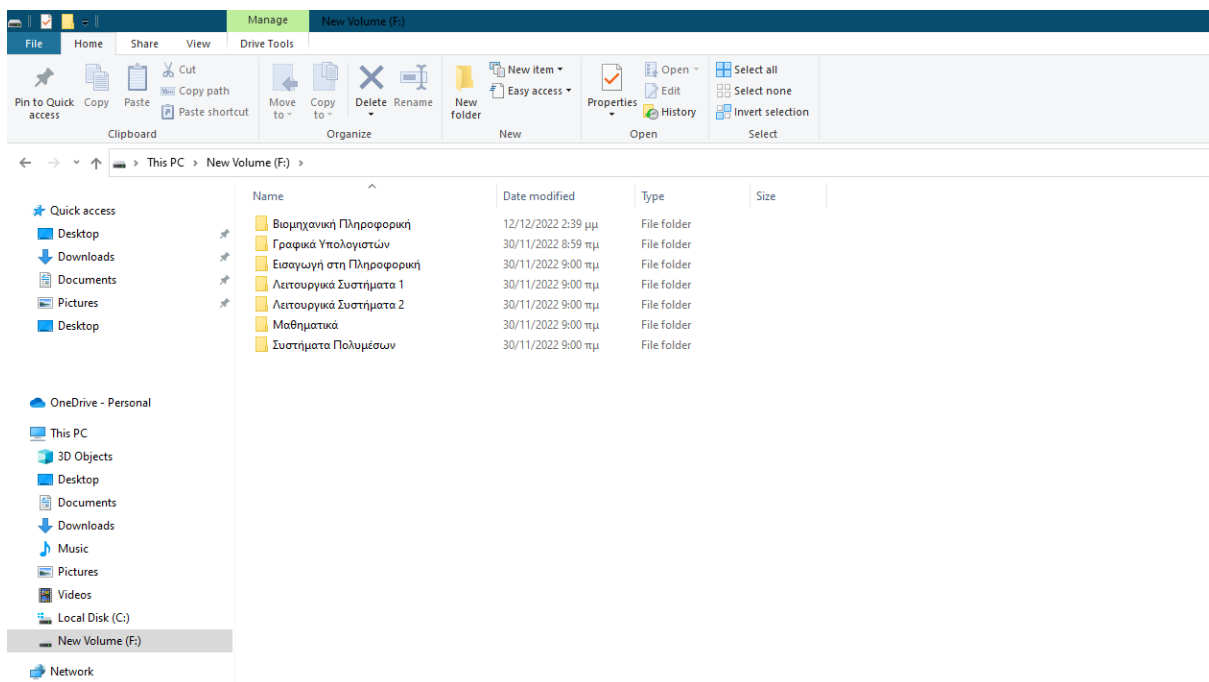 Manage New Volume (F:)
File Home Share View Drive Tools
Pin to Quick access
Copy
Paste
Cut
Copy path
Paste shortcut
Clipboard
Move to
Copy to
Delete
Rename
Organize
New folder
New item
Easy access
New
Properties
Open
Edit
History
Open
Select all
Select none
Invert selection
Select
This PC › New Volume (F:) ›
Quick access
Desktop
Downloads
Documents
Pictures
Desktop
OneDrive - Personal
This PC
3D Objects
Desktop
Documents
Downloads
Music
Pictures
Videos
Local Disk (C:)
New Volume (F:)
Network
Name Date modified Type Size
Βιομηχανική Πληροφορική 12/12/2022 2:39 μμ File folder
Γραφικά Υπολογιστών 30/11/2022 8:59 πμ File folder
Εισαγωγή στη Πληροφορική 30/11/2022 9:00 πμ File folder
Λειτουργικά Συστήματα 1 30/11/2022 9:00 πμ File folder
Λειτουργικά Συστήματα 2 30/11/2022 9:00 πμ File folder
Μαθηματικά 30/11/2022 9:00 πμ File folder
Συστήματα Πολυμέσων 30/11/2022 9:00 πμ File folder